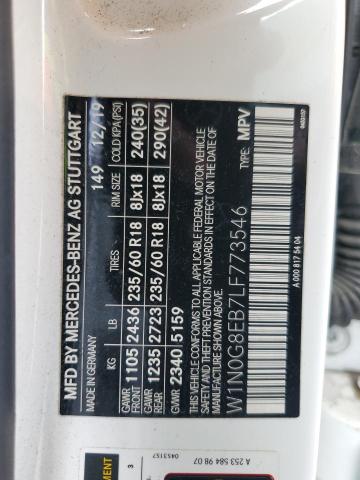 MFD BY MERCEDES-BENZ AG STUTTGART
MADE IN GERMANY 149 12/19
KG LB TIRES RIM SIZE COLD KPA(PSI)
GAWR FRONT 1105 2436 235/60 R18 8Jx18 240(35)
GAWR REAR 1235 2723 235/60 R18 8Jx18 290(42)
GVWR 2340 5159
THIS VEHICLE CONFORMS TO ALL APPLICABLE FEDERAL MOTOR VEHICLE
SAFETY, BUMPER, AND THEFT PREVENTION STANDARDS IN EFFECT ON THE DATE OF
MANUFACTURE SHOWN ABOVE.
TYPE: MPV
W1N0G8EB7LF773546
A 000 817 54 04
0453157
3
0453157
A 253 584 98 07